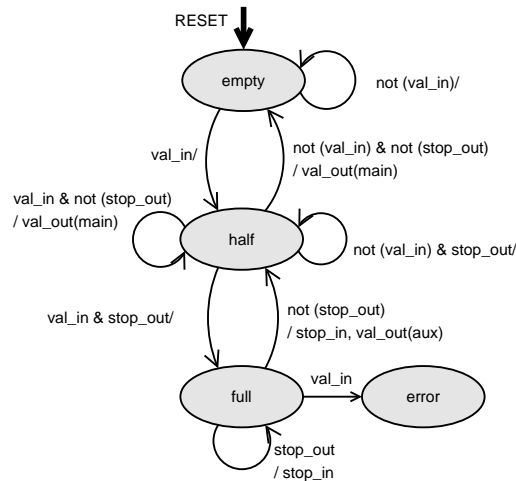 RESET
empty
not (val_in)/
val_in/
not (val_in) & not (stop_out)
/ val_out(main)
val_in & not (stop_out)
/ val_out(main)
half
not (val_in) & stop_out/
val_in & stop_out/
not (stop_out)
/ stop_in, val_out(aux)
full
val_in
error
stop_out
/ stop_in